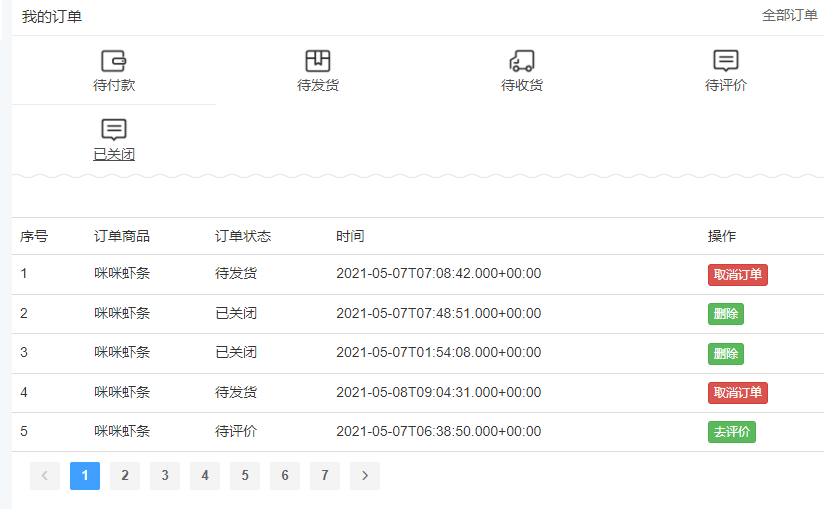 我的订单 全部订单
待付款 待发货 待收货 待评价
已关闭
序号 订单商品 订单状态 时间 操作
1 咪咪虾条 待发货 2021-05-07T07:08:42.000+00:00 取消订单
2 咪咪虾条 已关闭 2021-05-07T07:48:51.000+00:00 删除
3 咪咪虾条 已关闭 2021-05-07T01:54:08.000+00:00 删除
4 咪咪虾条 待发货 2021-05-08T09:04:31.000+00:00 取消订单
5 咪咪虾条 待评价 2021-05-07T06:38:50.000+00:00 去评价
1 2 3 4 5 6 7